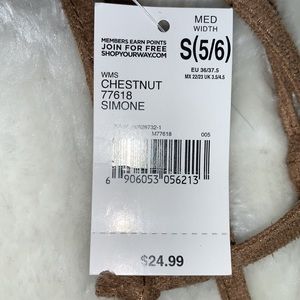 MED
WIDTH
MEMBERS EARN POINTS
JOIN FOR FREE
SHOPYOURWAY.COM
S(5/6)
EU 36/37.5
MX 22/23 UK 3.5/4.5
WMS
CHESTNUT
77618
SIMONE
M77618
005
6 906053 056213
$24.99